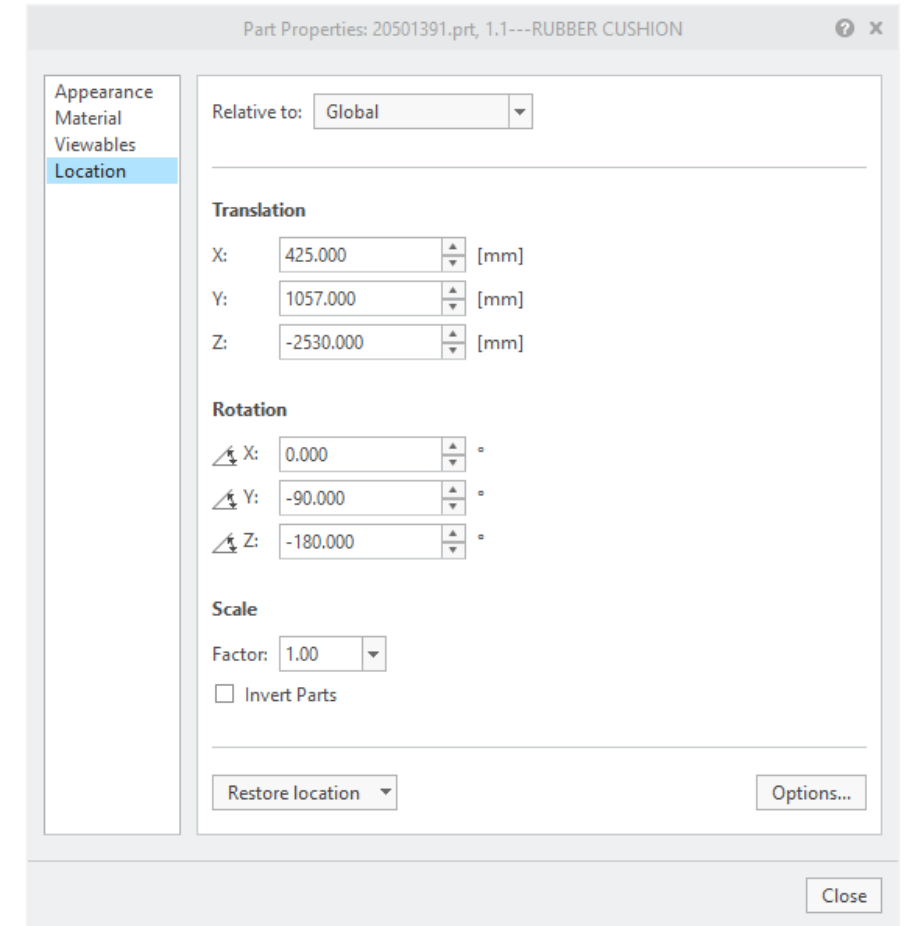 Part Properties: 20501391.prt, 1.1---RUBBER CUSHION
Appearance
Material
Viewables
Location
Relative to: Global
Translation
X: 425.000 [mm]
Y: 1057.000 [mm]
Z: -2530.000 [mm]
Rotation
X: 0.000 °
Y: -90.000 °
Z: -180.000 °
Scale
Factor: 1.00
Invert Parts
Restore location Options...
Close